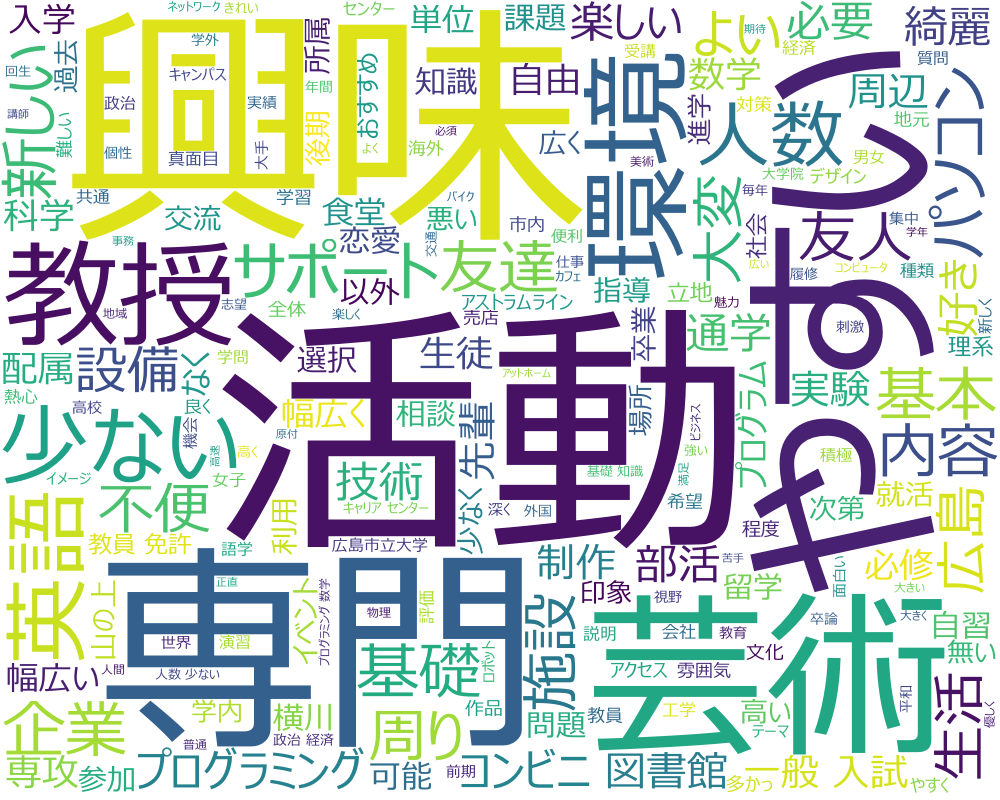 入学
ネットワーク
きれい
センター
単位
課題
楽しい
よい
期待
必要
綺麗
興味
学外
回生
過去
キャンパス
所属
年間
おすすめ
知識
自由
受講
環境
数学
経済
質問
周辺
人数
やすい
パソコン
新しい
講師
難しい
政治
実績
個性
真面目
大手
後期
よく
海外
必須
広く
進学
対策
地元
美術
男女
大学院
デザイン
毎年
科学
共通
交流
学習
食堂
悪い
市内
大変
社会
友人
集中
学年
教授
事務
サポート
恋愛
交通
バイク
友達
便利
仕事
カフェ
広い
履修
コンピュータ
種類
好き
新しく
理系
地域
志望
全体
以外
楽しく
アストラムライン
売店
指導
立地
魅力
刺激
配属
設備
学問
選択
生徒
卒業
通学
熱心
高校
良く
なく
機会
幅広く
アットホーム
相談
先輩
場所
ビジネス
プログラム
実験
基本
少ない
活動
原付
高速
高く
女子
イメージ
技術
基礎 知識
満足
強い
積極
内容
英語
不便
利用
キャリア センター
少なく
深く
外国
希望
程度
次第
就活
広島
教員 免許
語学
広島市立大学
制作
部活
苦手
必修
山の上
専門
正直
イベント
プログラミング 数学
物理
評価
印象
視野
留学
卒論
面白い
大きい
大きく
世界
演習
基礎
ロボット
施設
説明
会社
教育
芸術
自習
幅広い
人間
人数 少ない
アクセス
雰囲気
文化
無い
企業
学内
横川
周り
作品
問題
教員
工学
高い
テーマ
平和
優しく
生活
普通
政治 経済
専攻
参加
プログラミング
可能
前期
コンビニ
図書館
多かっ
一般 入試
やすく